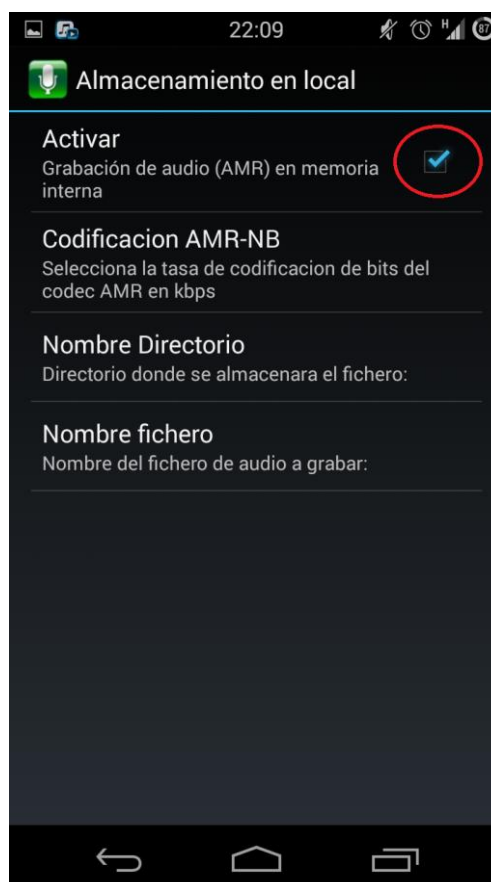 22:09
H
87
Almacenamiento en local
Activar
Grabación de audio (AMR) en memoria
interna
Codificacion AMR-NB
Selecciona la tasa de codificacion de bits del
codec AMR en kbps
Nombre Directorio
Directorio donde se almacenara el fichero:
Nombre fichero
Nombre del fichero de audio a grabar: